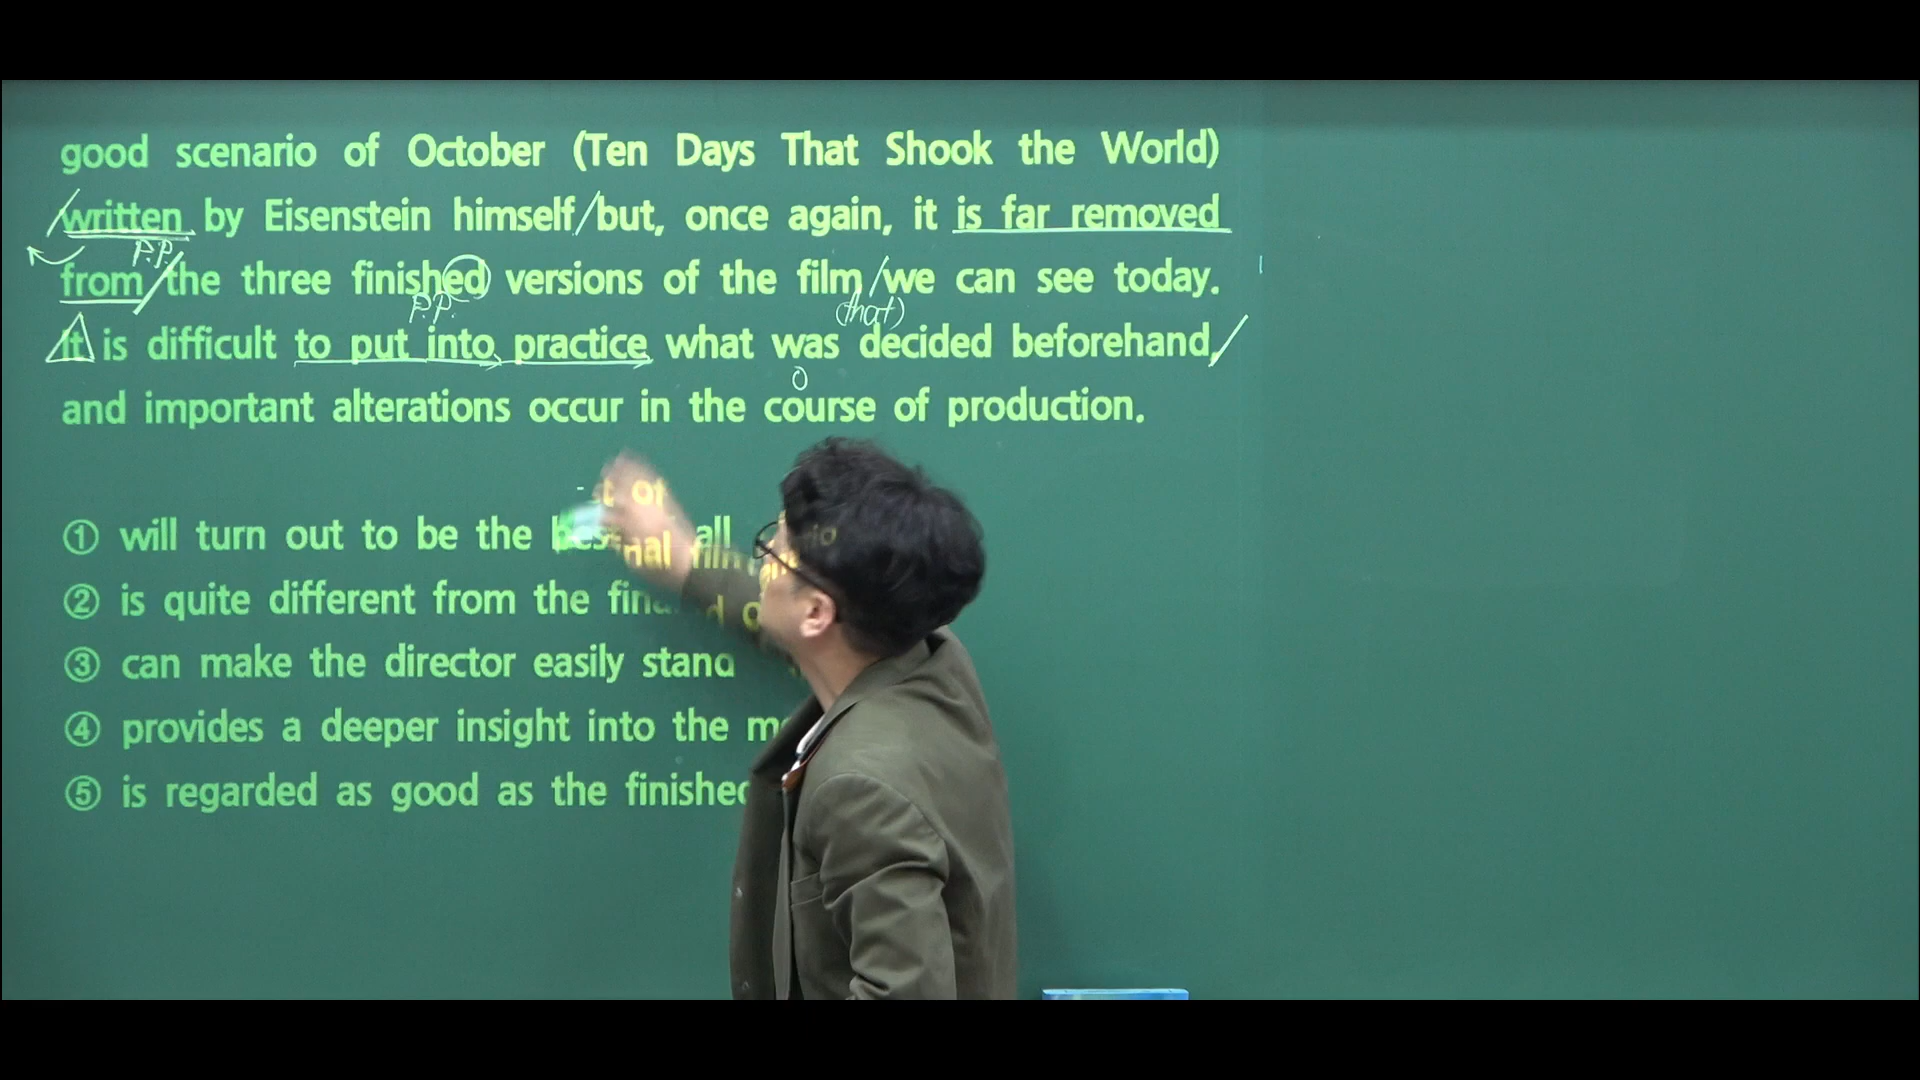 good scenario of October (Ten Days That Shook the World)
written by Eisenstein himself/but, once again, it is far removed
P.P.
from/the three finished versions of the film/we can see today.
P.P. (that)
It is difficult to put into practice what was decided beforehand,/
O
and important alterations occur in the course of production.
① will turn out to be the all
② is quite different from the
③ can make the director easily stand
④ provides a deeper insight into the
⑤ is regarded as good as the finished